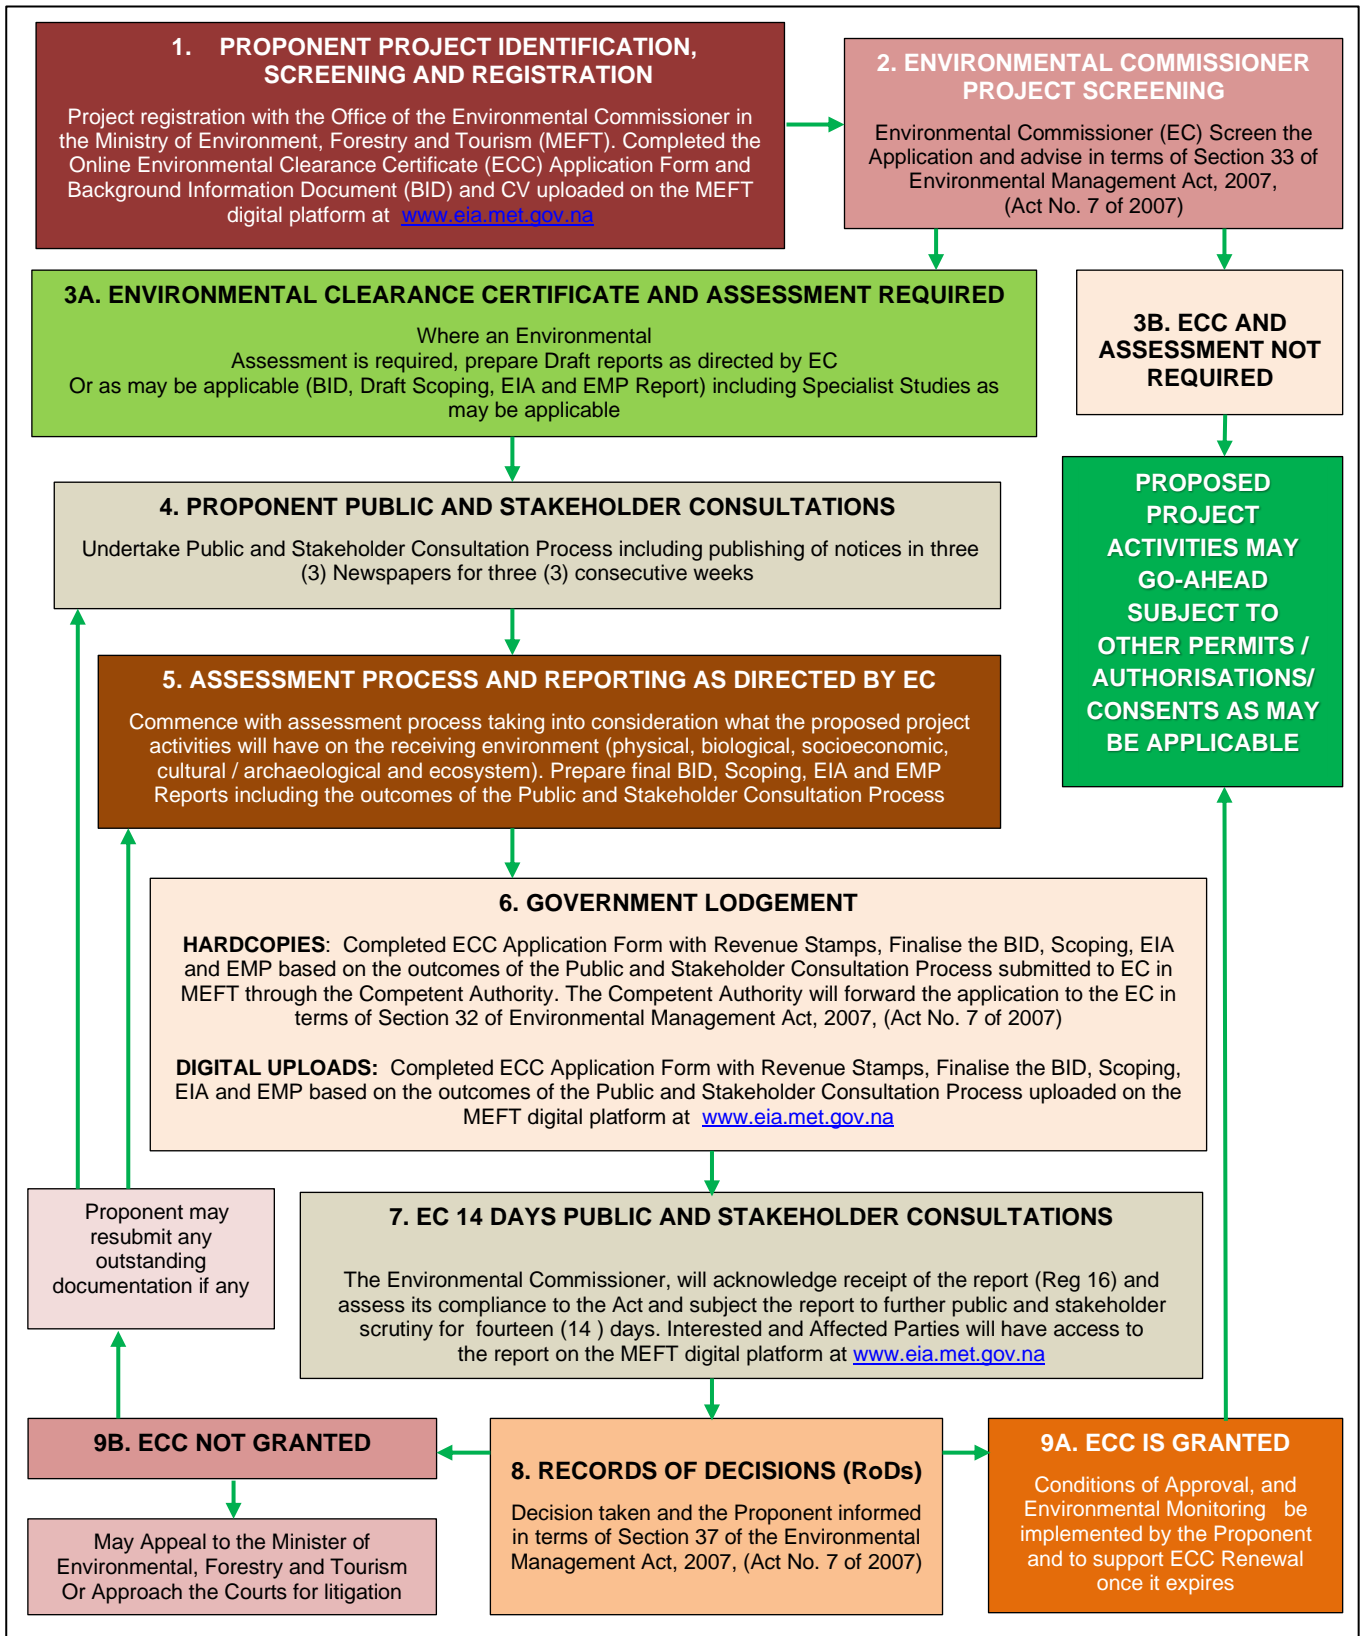 1. PROPONENT PROJECT IDENTIFICATION,
SCREENING AND REGISTRATION
Project registration with the Office of the Environmental Commissioner in
the Ministry of Environment, Forestry and Tourism (MEFT). Completed the
Online Environmental Clearance Certificate (ECC) Application Form and
Background Information Document (BID) and CV uploaded on the MEFT
digital platform at www.eia.met.gov.na
2. ENVIRONMENTAL COMMISSIONER
PROJECT SCREENING
Environmental Commissioner (EC) Screen the
Application and advise in terms of Section 33 of
Environmental Management Act, 2007,
(Act No. 7 of 2007)
3A. ENVIRONMENTAL CLEARANCE CERTIFICATE AND ASSESSMENT REQUIRED
Where an Environmental
Assessment is required, prepare Draft reports as directed by EC
Or as may be applicable (BID, Draft Scoping, EIA and EMP Report) including Specialist Studies as
may be applicable
3B. ECC AND
ASSESSMENT NOT
REQUIRED
4. PROPONENT PUBLIC AND STAKEHOLDER CONSULTATIONS
Undertake Public and Stakeholder Consultation Process including publishing of notices in three
(3) Newspapers for three (3) consecutive weeks
PROPOSED
PROJECT
ACTIVITIES MAY
GO-AHEAD
SUBJECT TO
OTHER PERMITS /
AUTHORISATIONS/
CONSENTS AS MAY
BE APPLICABLE
5. ASSESSMENT PROCESS AND REPORTING AS DIRECTED BY EC
Commence with assessment process taking into consideration what the proposed project
activities will have on the receiving environment (physical, biological, socioeconomic,
cultural / archaeological and ecosystem). Prepare final BID, Scoping, EIA and EMP
Reports including the outcomes of the Public and Stakeholder Consultation Process
6. GOVERNMENT LODGEMENT
HARDCOPIES: Completed ECC Application Form with Revenue Stamps, Finalise the BID, Scoping, EIA
and EMP based on the outcomes of the Public and Stakeholder Consultation Process submitted to EC in
MEFT through the Competent Authority. The Competent Authority will forward the application to the EC in
terms of Section 32 of Environmental Management Act, 2007, (Act No. 7 of 2007)
DIGITAL UPLOADS: Completed ECC Application Form with Revenue Stamps, Finalise the BID, Scoping,
EIA and EMP based on the outcomes of the Public and Stakeholder Consultation Process uploaded on the
MEFT digital platform at www.eia.met.gov.na
Proponent may
resubmit any
outstanding
documentation if any
7. EC 14 DAYS PUBLIC AND STAKEHOLDER CONSULTATIONS
The Environmental Commissioner, will acknowledge receipt of the report (Reg 16) and
assess its compliance to the Act and subject the report to further public and stakeholder
scrutiny for fourteen (14 ) days. Interested and Affected Parties will have access to
the report on the MEFT digital platform at www.eia.met.gov.na
9B. ECC NOT GRANTED
May Appeal to the Minister of
Environmental, Forestry and Tourism
Or Approach the Courts for litigation
8. RECORDS OF DECISIONS (RoDs)
Decision taken and the Proponent informed
in terms of Section 37 of the Environmental
Management Act, 2007, (Act No. 7 of 2007)
9A. ECC IS GRANTED
Conditions of Approval, and
Environmental Monitoring be
implemented by the Proponent
and to support ECC Renewal
once it expires